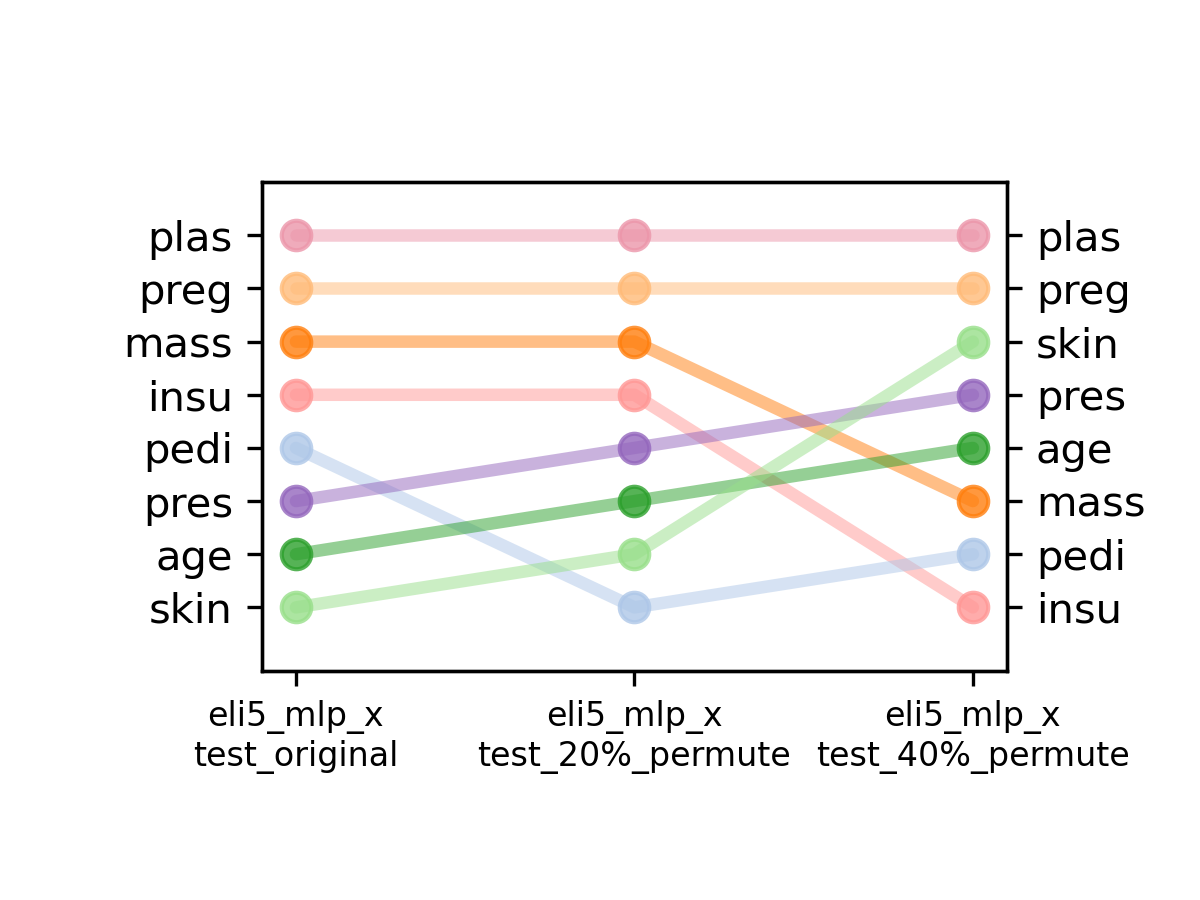 plas
preg
mass
insu
pedi
pres
age
skin
plas
preg
skin
pres
age
mass
pedi
insu
eli5_mlp_x
test_original
eli5_mlp_x
test_20%_permute
eli5_mlp_x
test_40%_permute